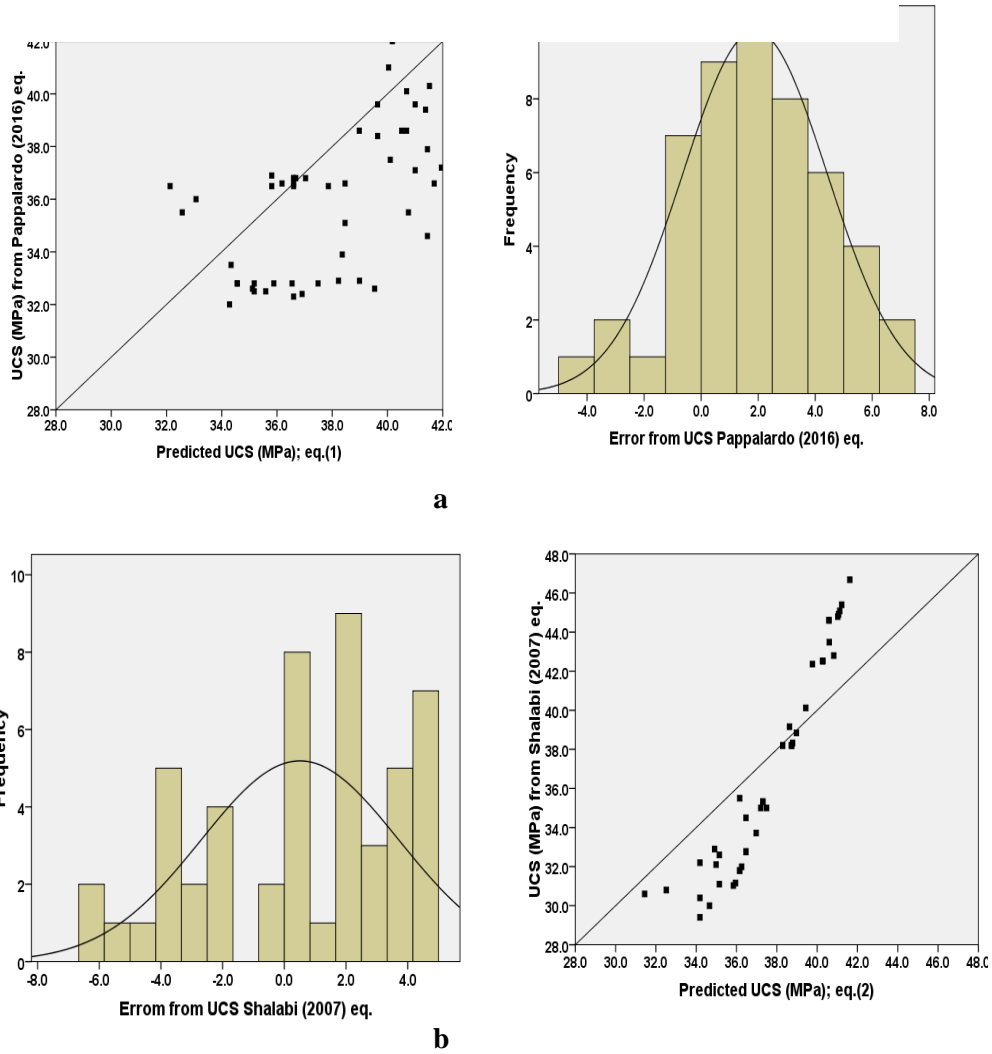 UCS (MPa) from Pappalardo (2016) eq.
42.0
40.0
38.0
36.0
34.0
32.0
30.0
28.0
28.0 30.0 32.0 34.0 36.0 38.0 40.0 42.0
Predicted UCS (MPa); eq.(1)
Frequency
8
6
4
2
0
-4.0 -2.0 0.0 2.0 4.0 6.0 8.0
Error from UCS Pappalardo (2016) eq.
a
Frequency
10
8
6
4
2
0
-8.0 -6.0 -4.0 -2.0 0.0 2.0 4.0
Errom from UCS Shalabi (2007) eq.
UCS (MPa) from Shalabi (2007) eq.
48.0
46.0
44.0
42.0
40.0
38.0
36.0
34.0
32.0
30.0
28.0
28.0 30.0 32.0 34.0 36.0 38.0 40.0 42.0 44.0 46.0 48.0
Predicted UCS (MPa); eq.(2)
b